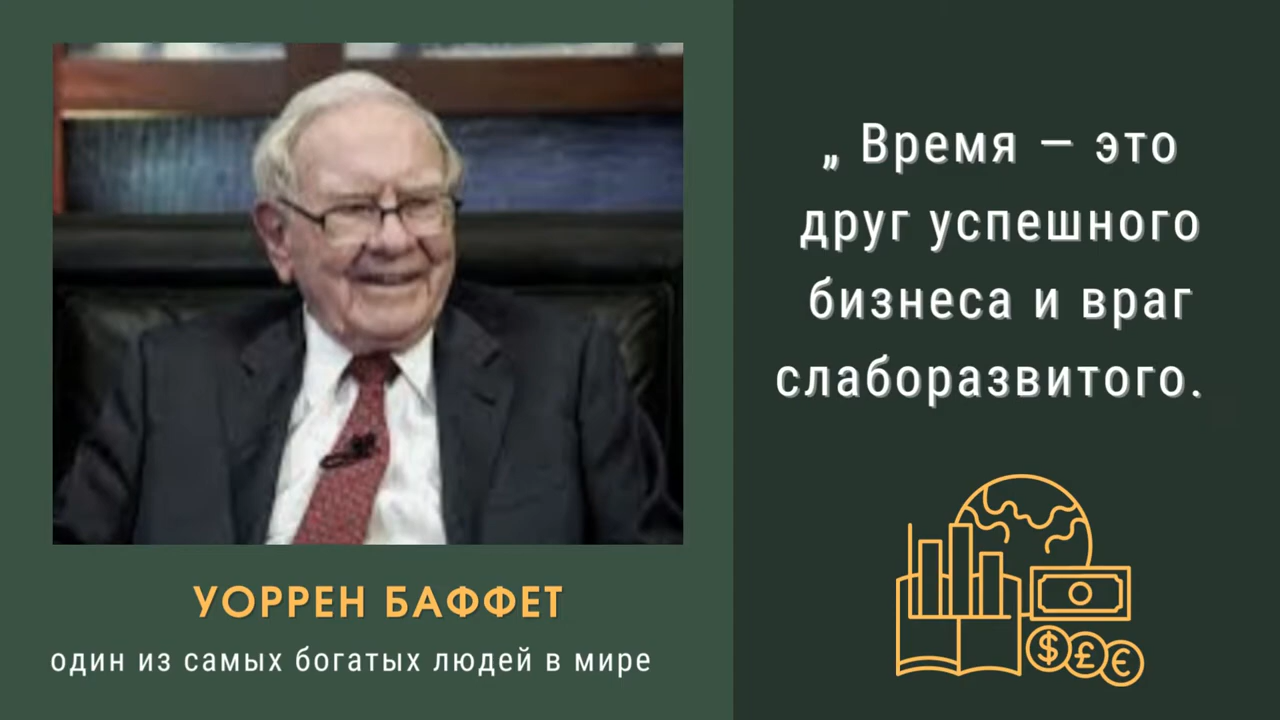 „ Время — это
друг успешного
бизнеса и враг
слаборазвитого.
УОРРЕН БАФФЕТ
один из самых богатых людей в мире
$ £ €